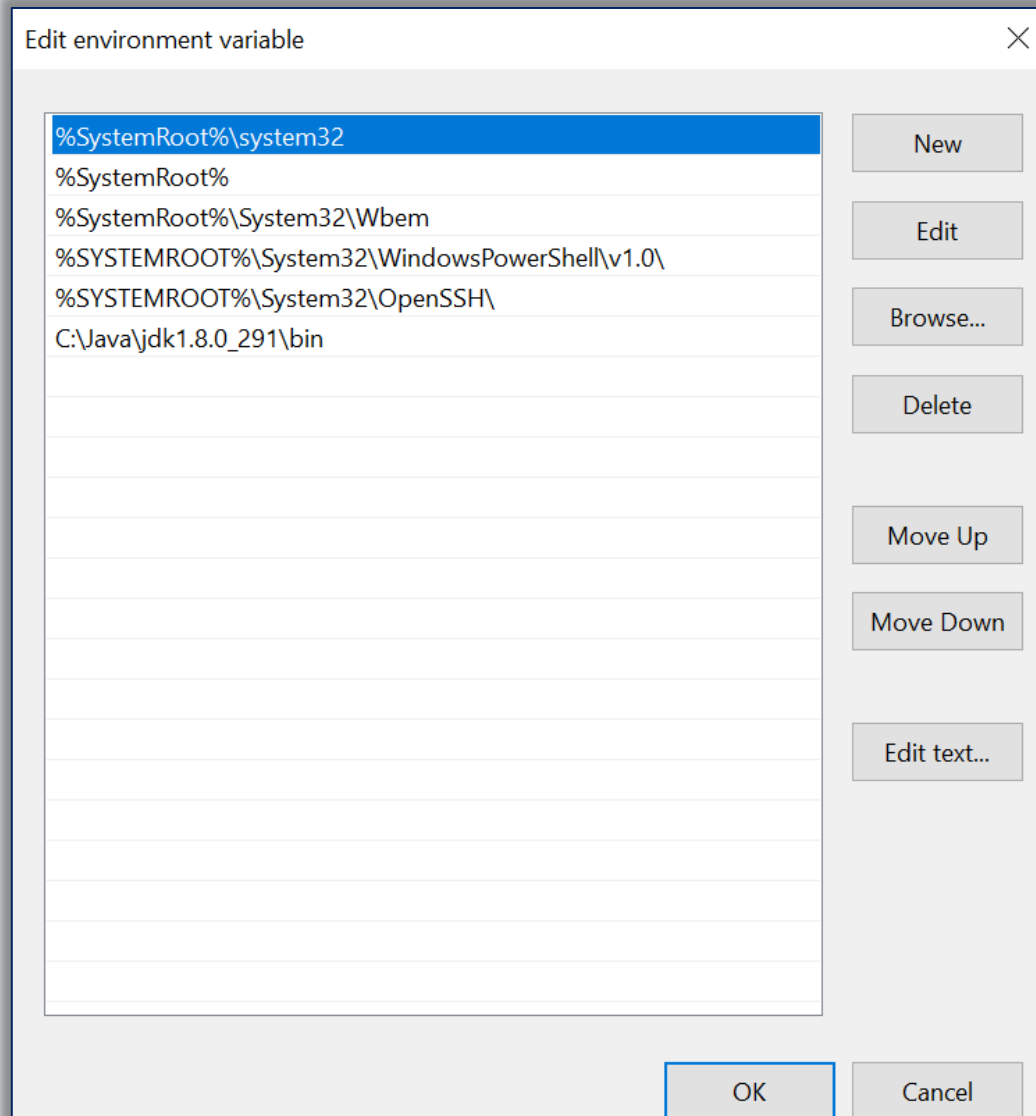 Edit environment variable
%SystemRoot%\system32
%SystemRoot%
%SystemRoot%\System32\Wbem
%SYSTEMROOT%\System32\WindowsPowerShell\v1.0\
%SYSTEMROOT%\System32\OpenSSH\
C:\Java\jdk1.8.0_291\bin
New
Edit
Browse...
Delete
Move Up
Move Down
Edit text...
OK
Cancel